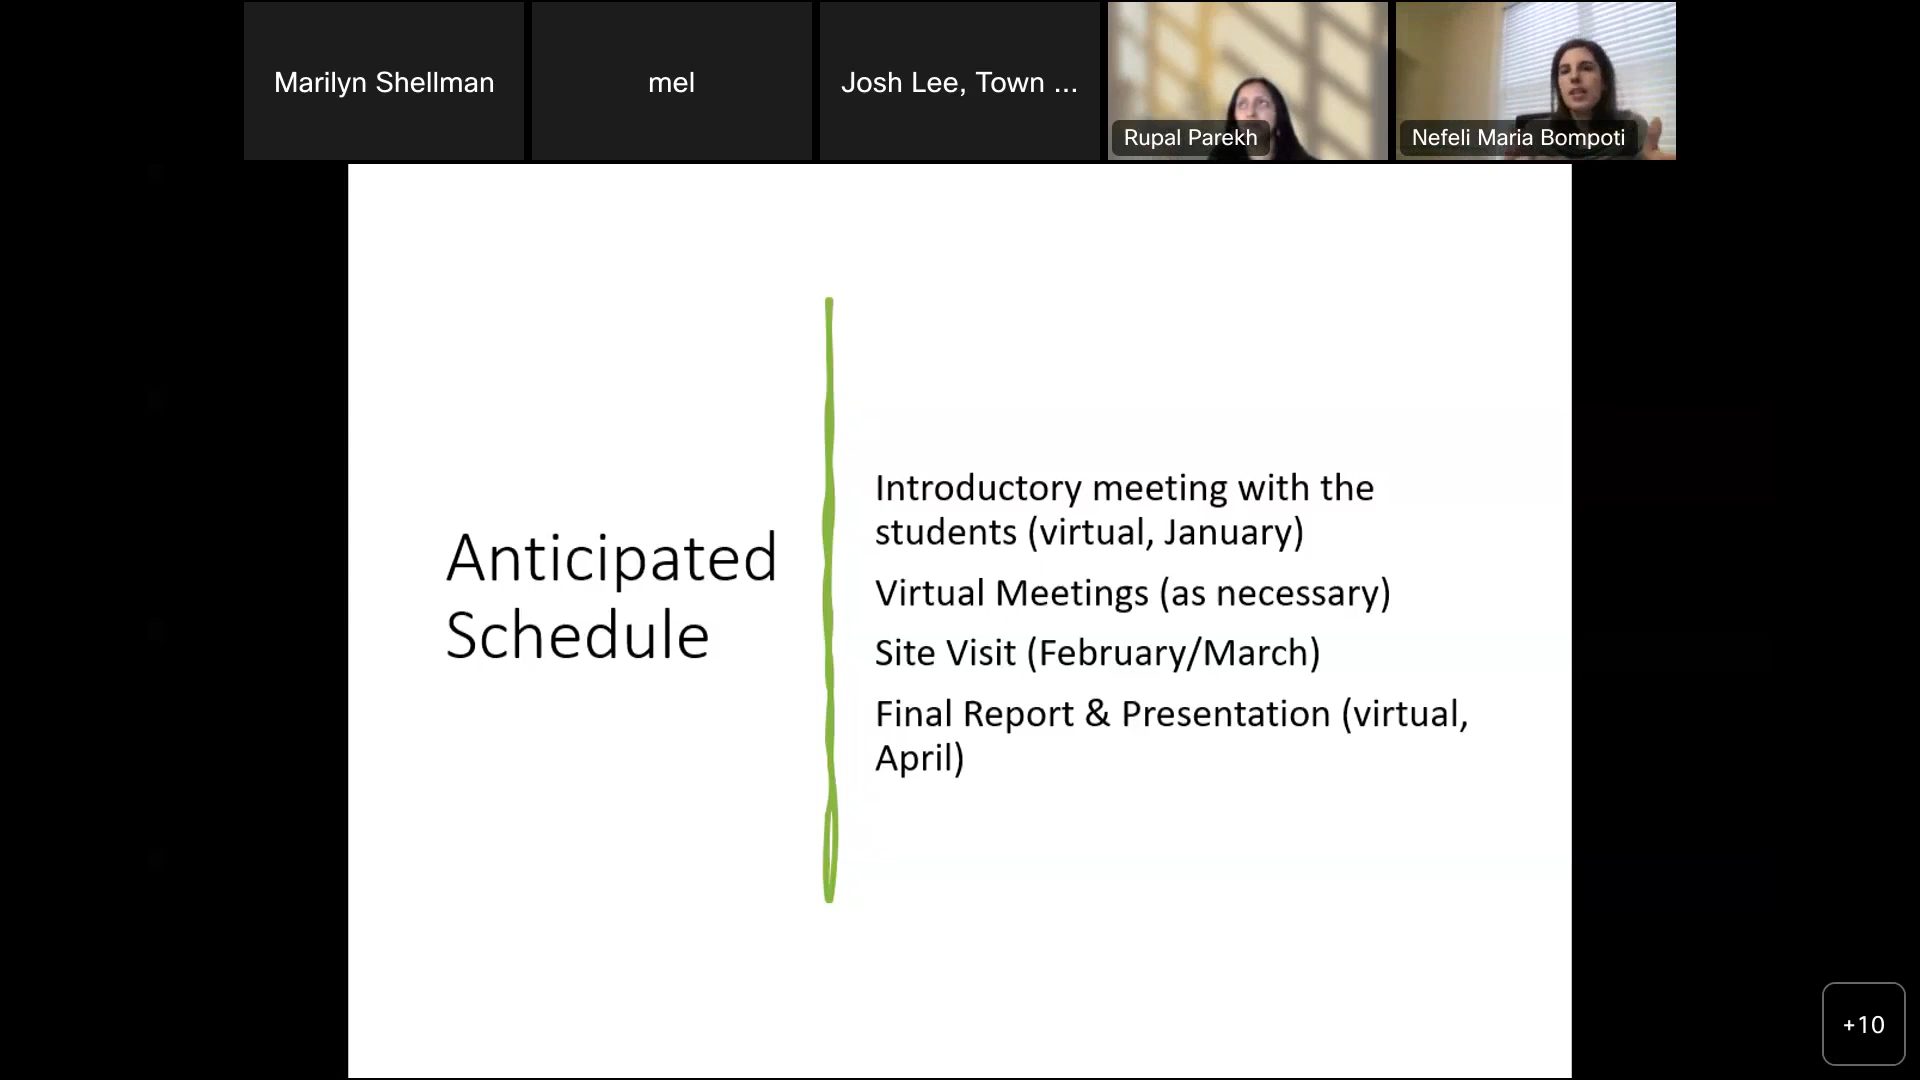 Marilyn Shellman
mel
Josh Lee, Town ...
Rupal Parekh
Nefeli Maria Bompoti
Anticipated
Schedule
Introductory meeting with the
students (virtual, January)
Virtual Meetings (as necessary)
Site Visit (February/March)
Final Report & Presentation (virtual,
April)
+10